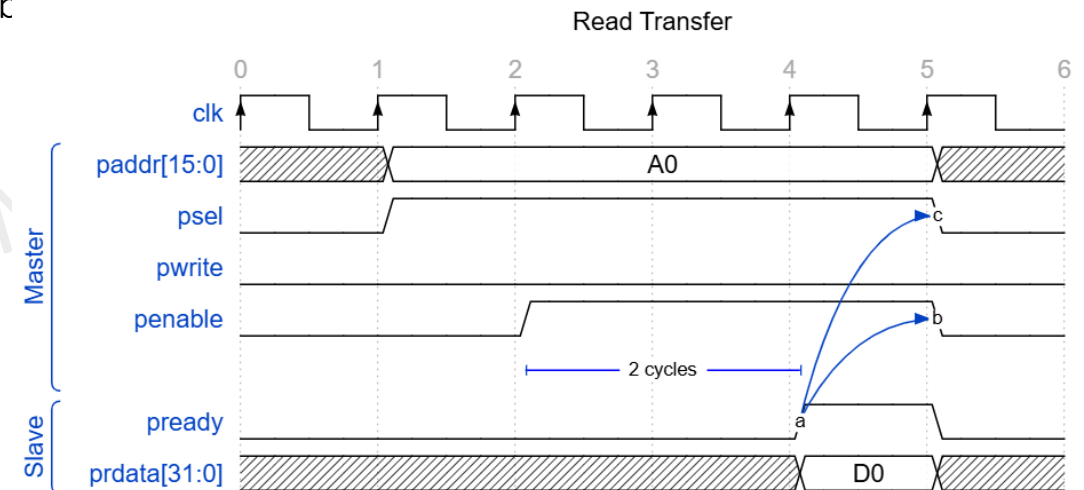 Read Transfer
0 1 2 3 4 5 6
clk
paddr[15:0] A0
psel c
pwrite
penable b
2 cycles
pready a
prdata[31:0] D0
Master
Slave